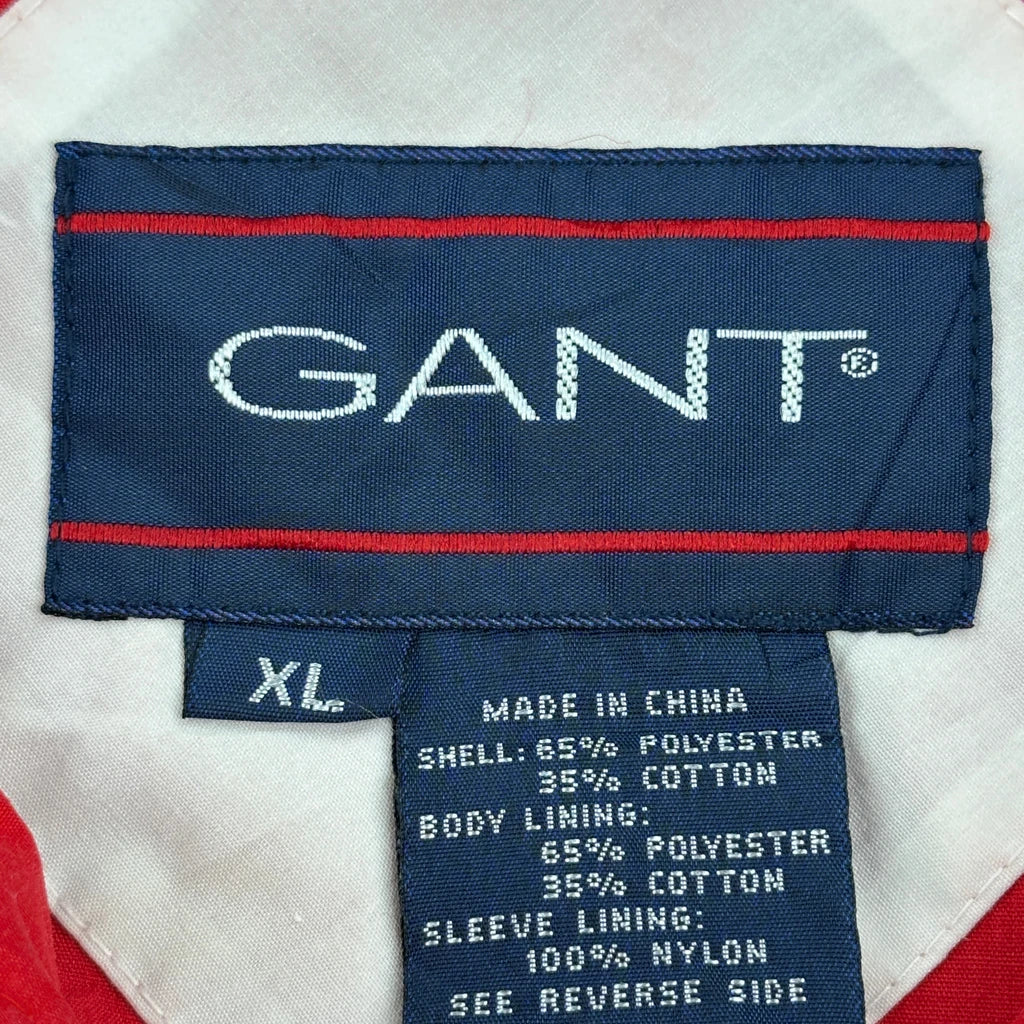 GANT®
XL
MADE IN CHINA
SHELL: 65% POLYESTER
35% COTTON
BODY LINING:
65% POLYESTER
35% COTTON
SLEEVE LINING:
100% NYLON
SEE REVERSE SIDE